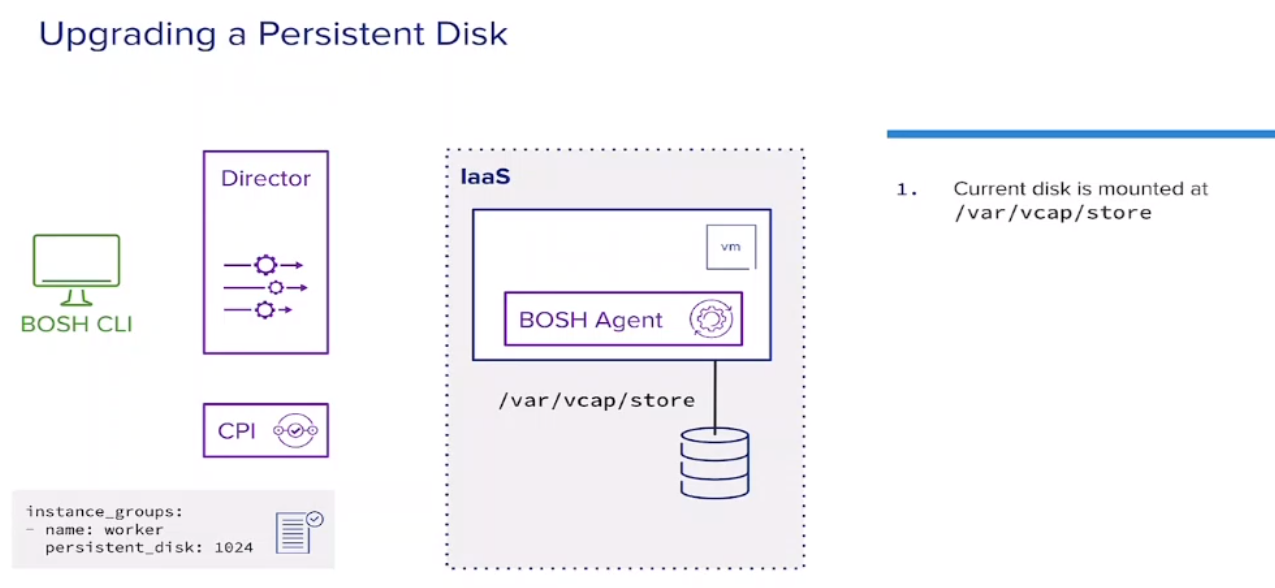 Upgrading a Persistent Disk
Director
BOSH CLI
CPI
instance_groups:
- name: worker
persistent_disk: 1024
IaaS
vm
BOSH Agent
/var/vcap/store
1. Current disk is mounted at
/var/vcap/store